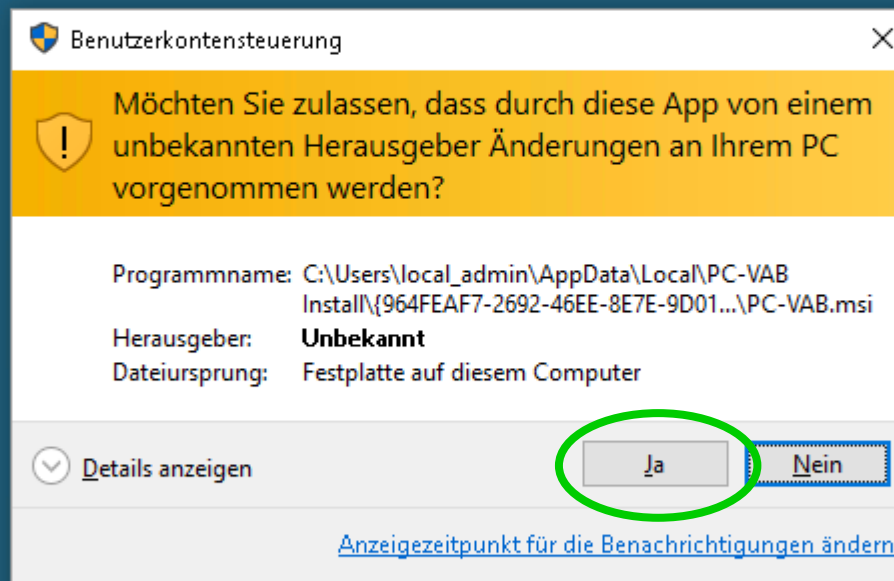 Benutzerkontensteuerung
Möchten Sie zulassen, dass durch diese App von einem
unbekannten Herausgeber Änderungen an Ihrem PC
vorgenommen werden?
Programmname: C:\Users\local_admin\AppData\Local\PC-VAB
Install\{964FEAF7-2692-46EE-8E7E-9D01...\PC-VAB.msi
Herausgeber: Unbekannt
Dateiursprung: Festplatte auf diesem Computer
Details anzeigen Ja Nein
Anzeigezeitpunkt für die Benachrichtigungen ändern